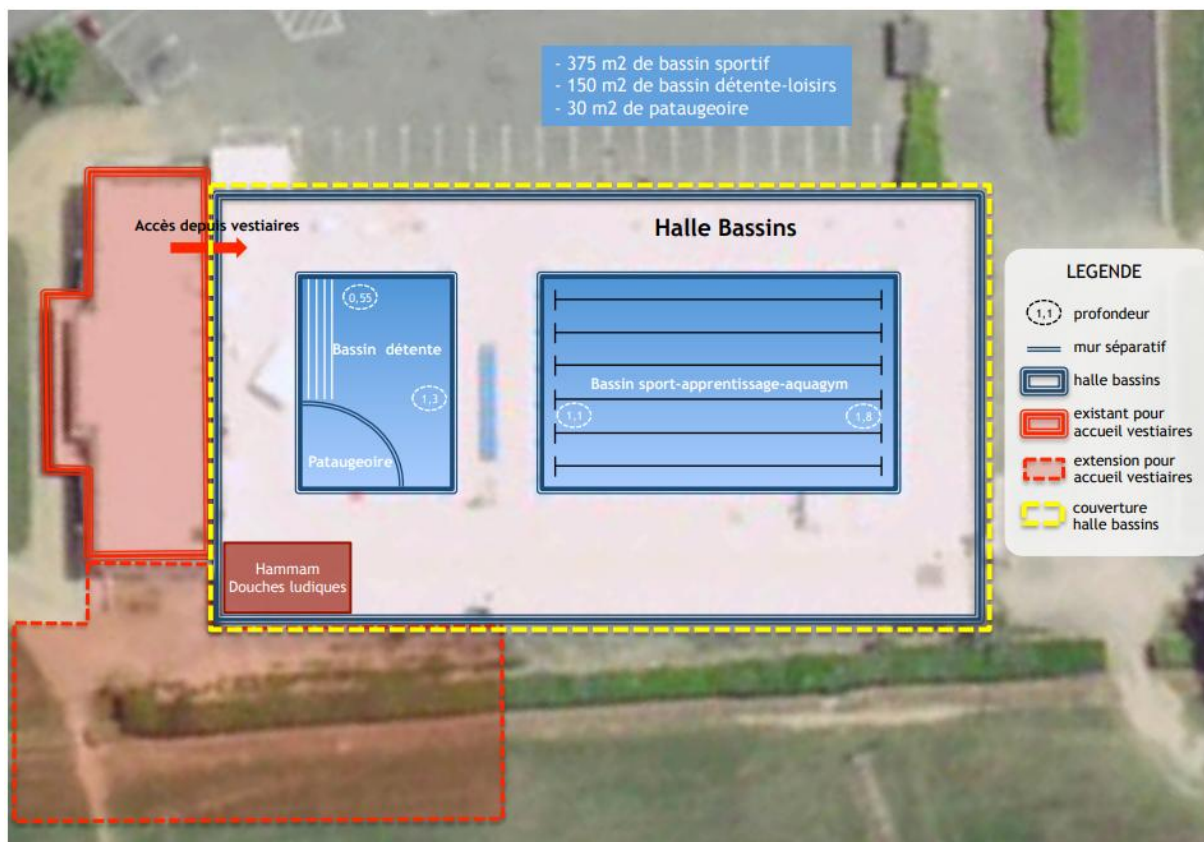 - 375 m2 de bassin sportif
- 150 m2 de bassin détente-loisirs
- 30 m2 de pataugeoire
Accès depuis vestiaires
Halle Bassins
0,55
Bassin détente
1,3
Pataugeoire
Bassin sport-apprentissage-aquagym
1,1
1,8
Hammam
Douches ludiques
LEGENDE
1,1
profondeur
mur séparatif
halle bassins
existant pour
accueil vestiaires
extension pour
accueil vestiaires
couverture
halle bassins